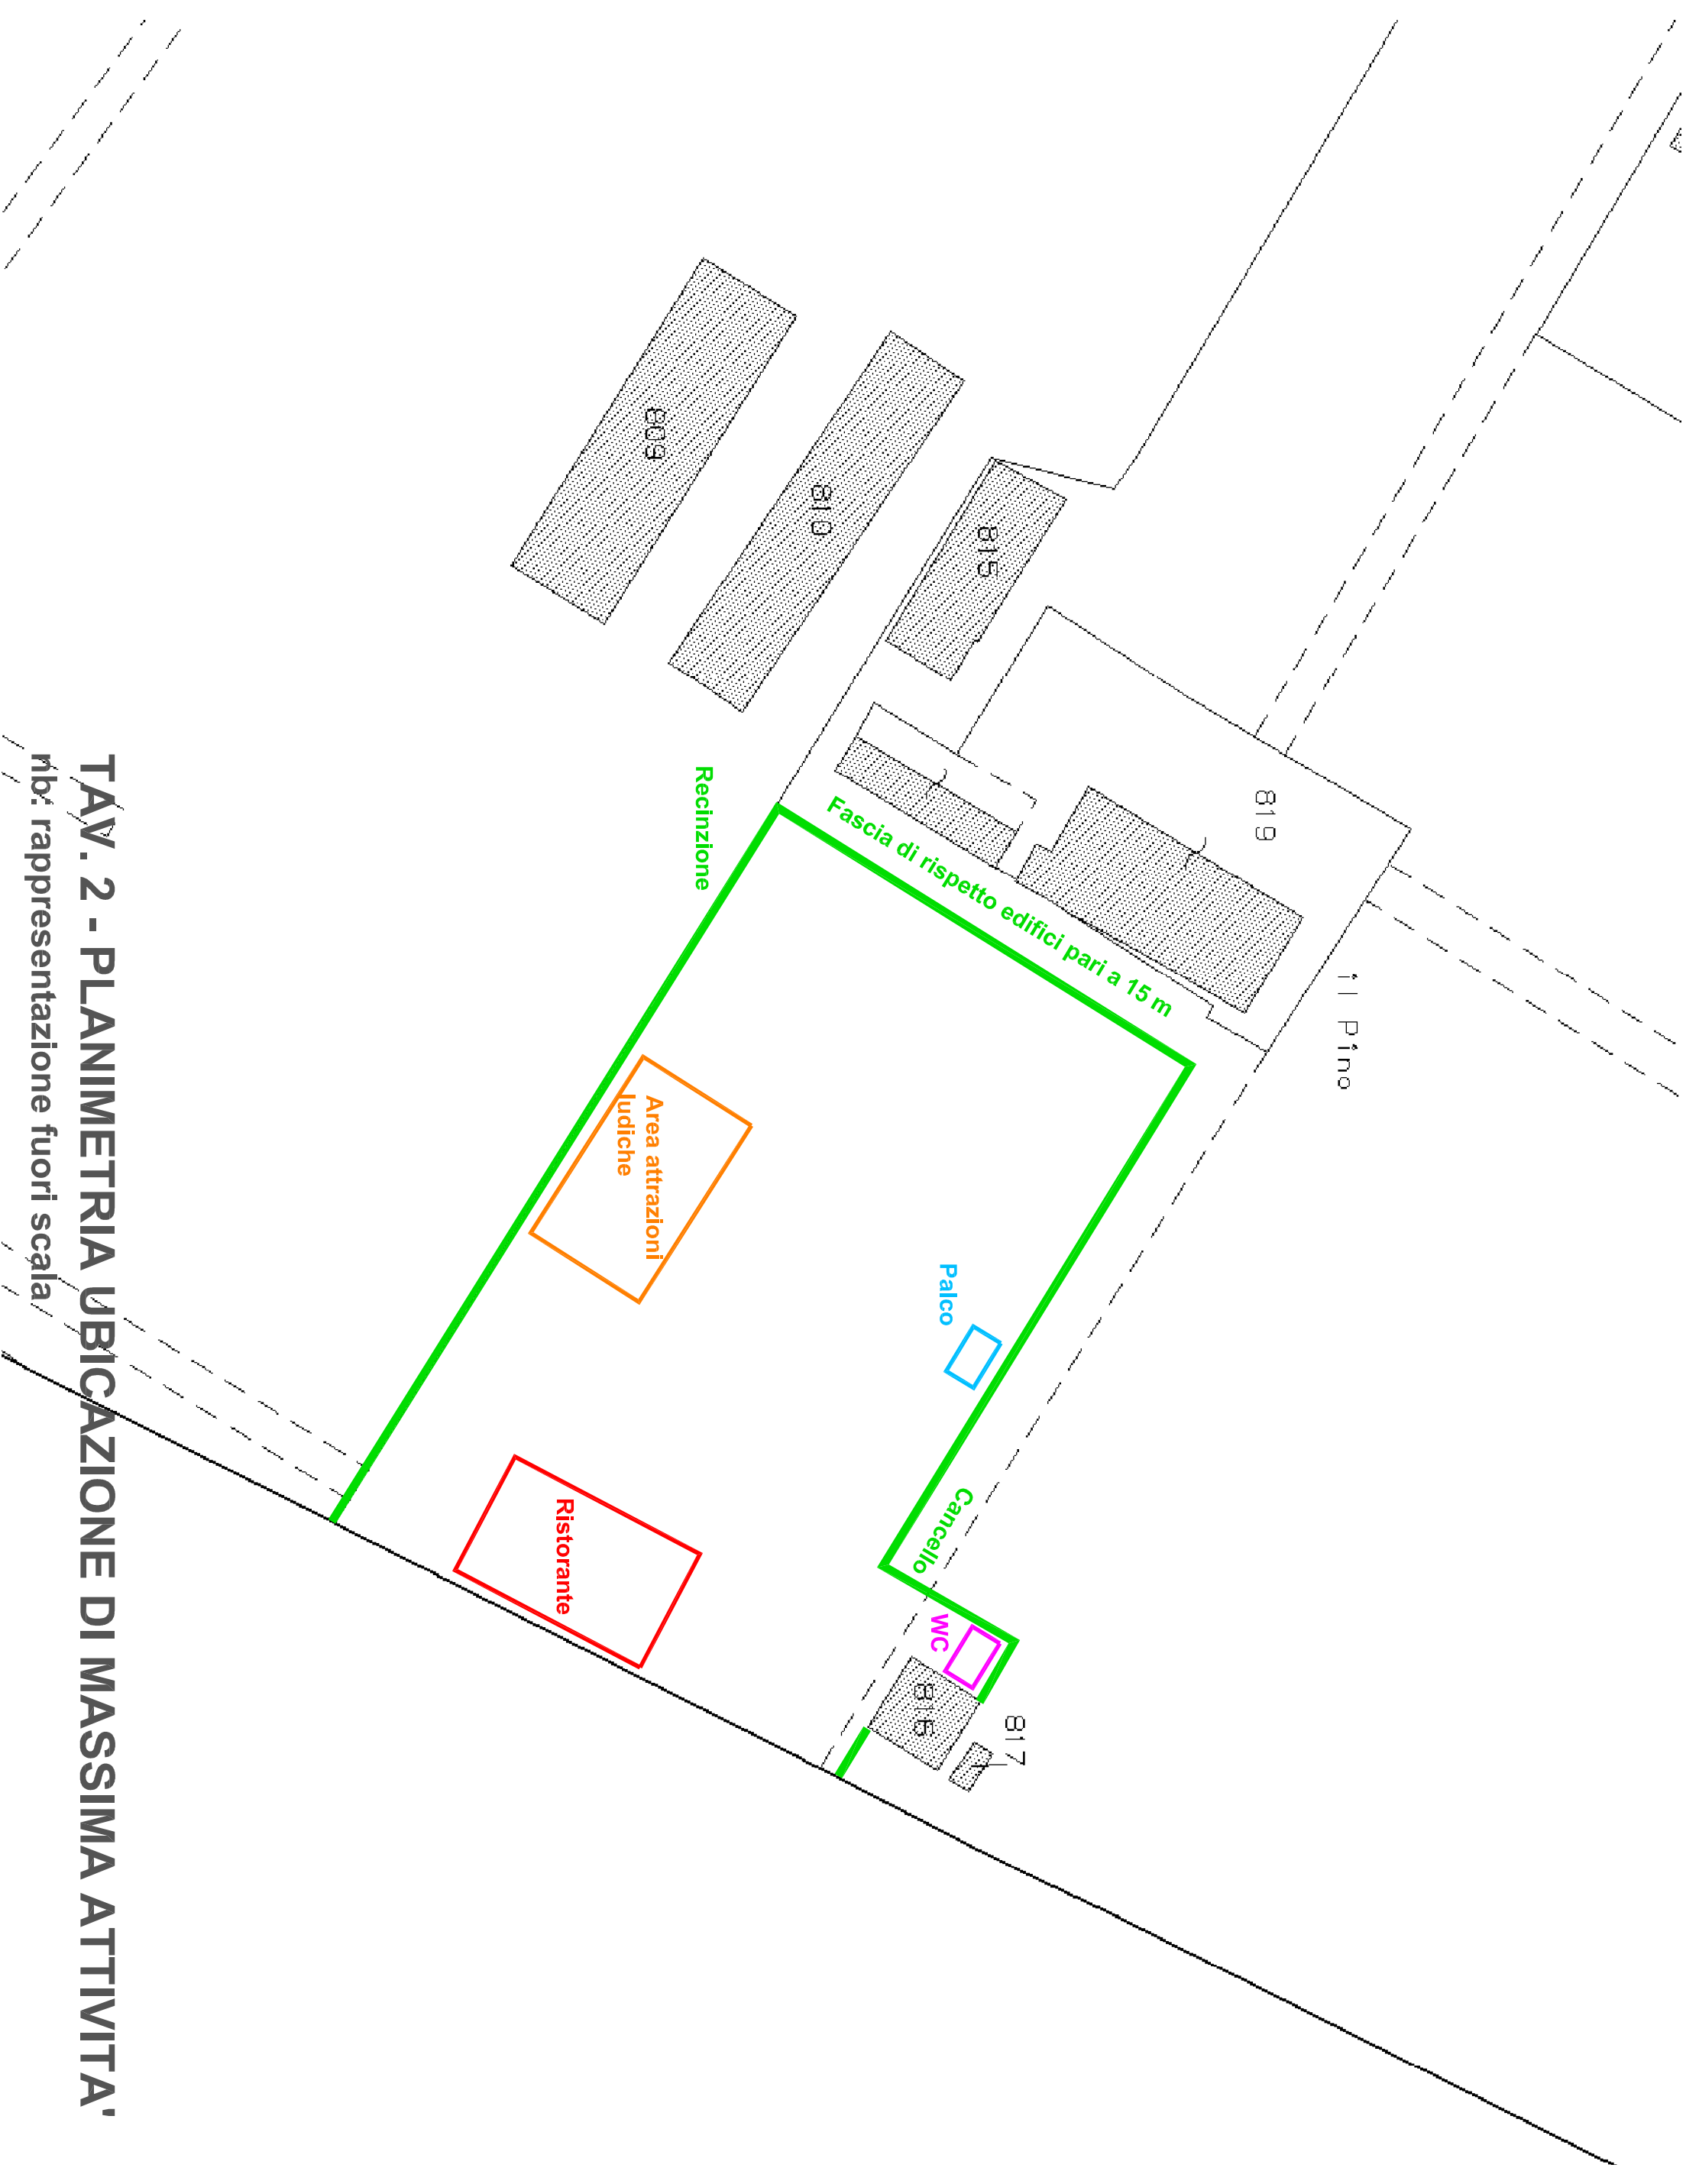 819
il Pino
815
810
809
Fascia di rispetto edifici pari a 15 m
Recinzione
Area attrazioni
ludiche
Palco
Cancello
WC
817
816
Ristorante
TAV. 2 - PLANIMETRIA UBICAZIONE DI MASSIMA ATTIVITA'
nb: rappresentazione fuori scala